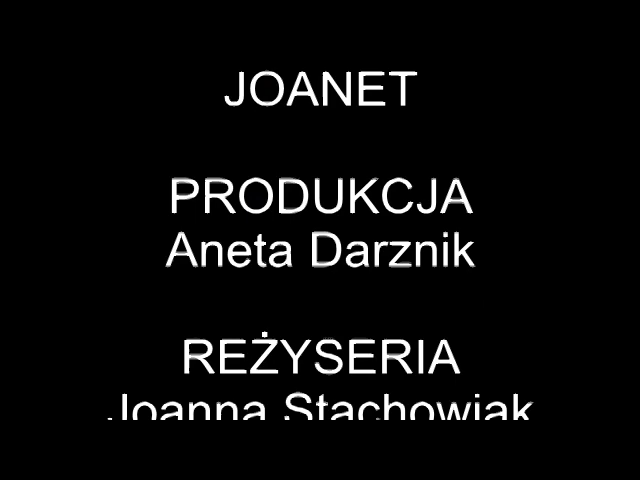 JOANET
PRODUKCJA
Aneta Darznik
REŻYSERIA
Joanna Stachowiak